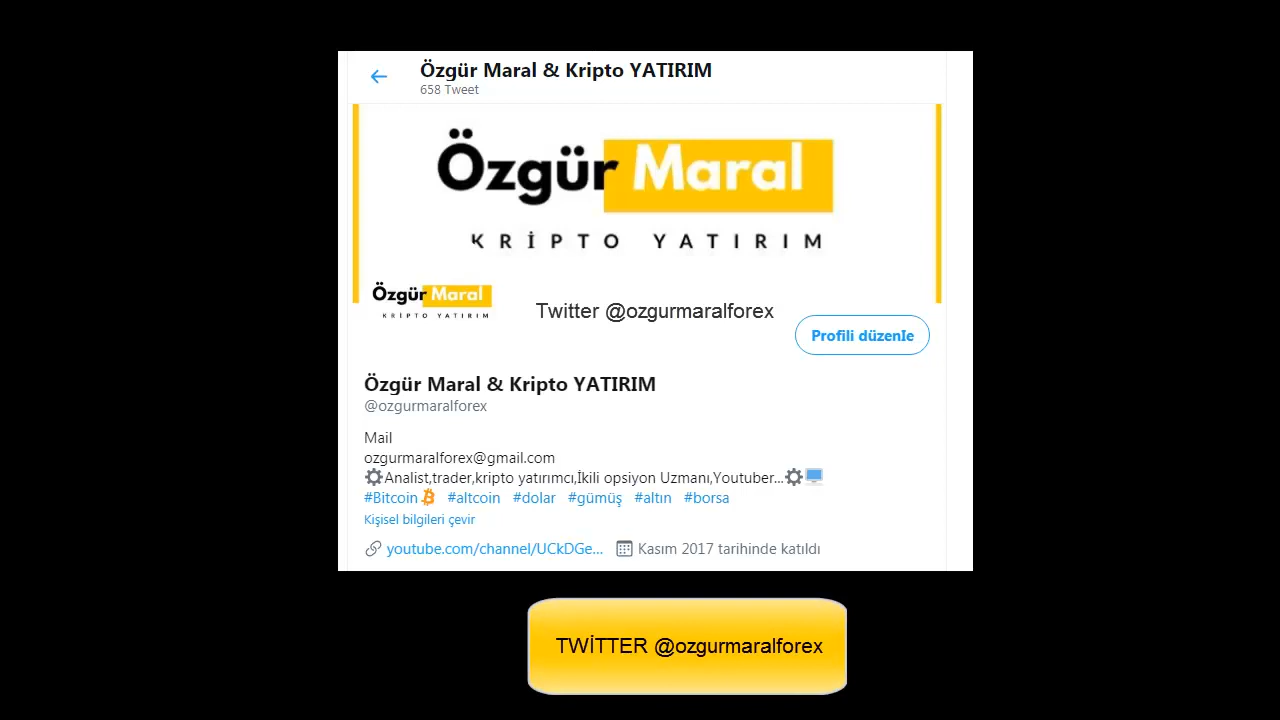 Özgür Maral & Kripto YATIRIM
658 Tweet
Özgür Maral
KRİPTO YATIRIM
Özgür Maral
KRİPTO YATIRIM
Twitter @ozgurmaralforex
Profili düzenle
Özgür Maral & Kripto YATIRIM
@ozgurmaralforex
Mail
ozgurmaralforex@gmail.com
Analist,trader,kripto yatırımcı,İkili opsiyon Uzmanı,Youtuber...
#Bitcoin #altcoin #dolar #gümüş #altın #borsa
Kişisel bilgileri çevir
youtube.com/channel/UCkDGe... Kasım 2017 tarihinde katıldı
TWİTTER @ozgurmaralforex